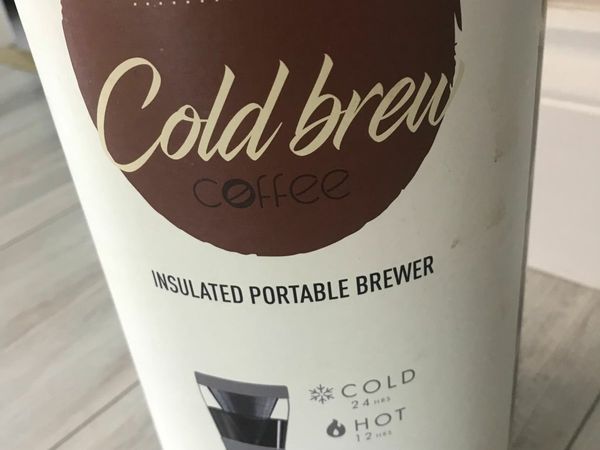 Cold brew
coffee
INSULATED PORTABLE BREWER
COLD
24 HRS
HOT
12 HRS